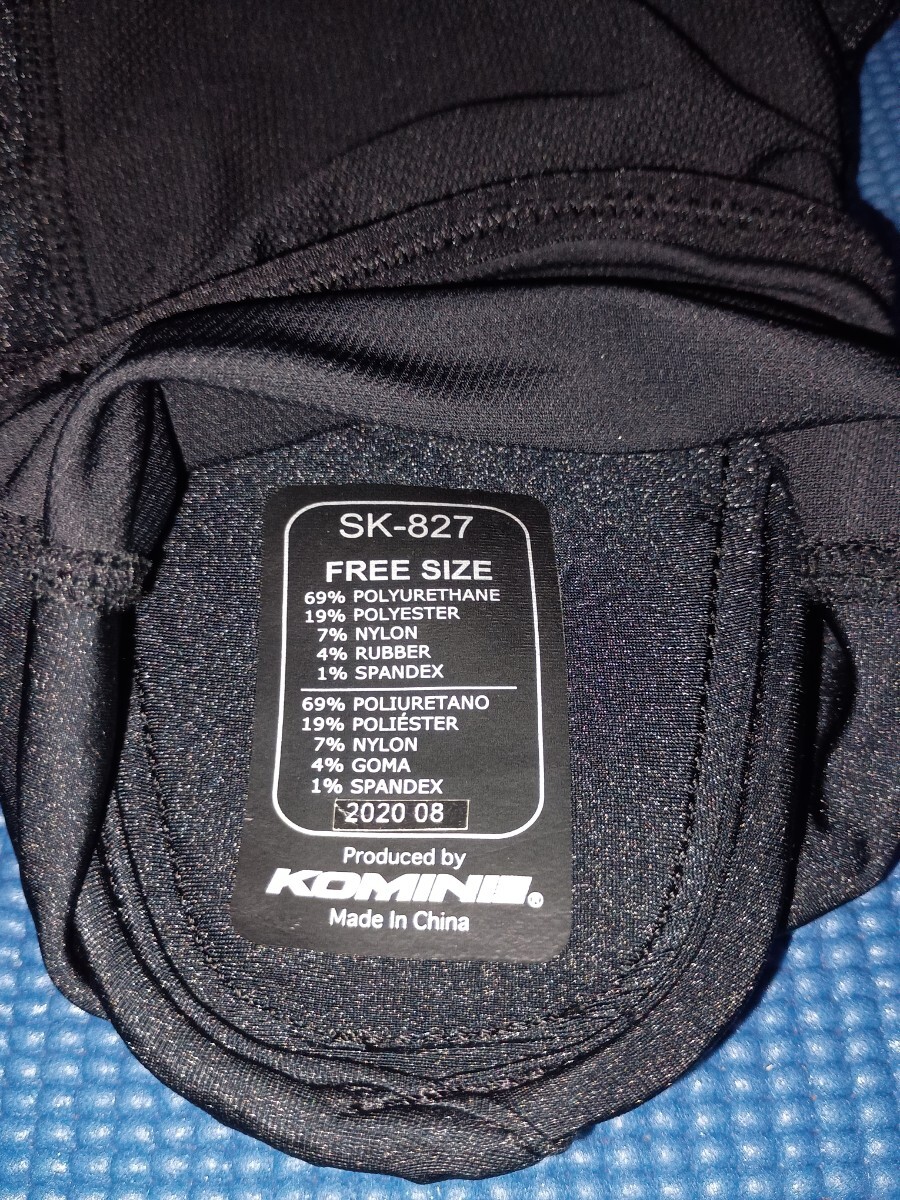 SK-827
FREE SIZE
69% POLYURETHANE
19% POLYESTER
7% NYLON
4% RUBBER
1% SPANDEX
69% POLIURETANO
19% POLIÉSTER
7% NYLON
4% GOMA
1% SPANDEX
2020 08
Produced by
KOMINE®
Made In China